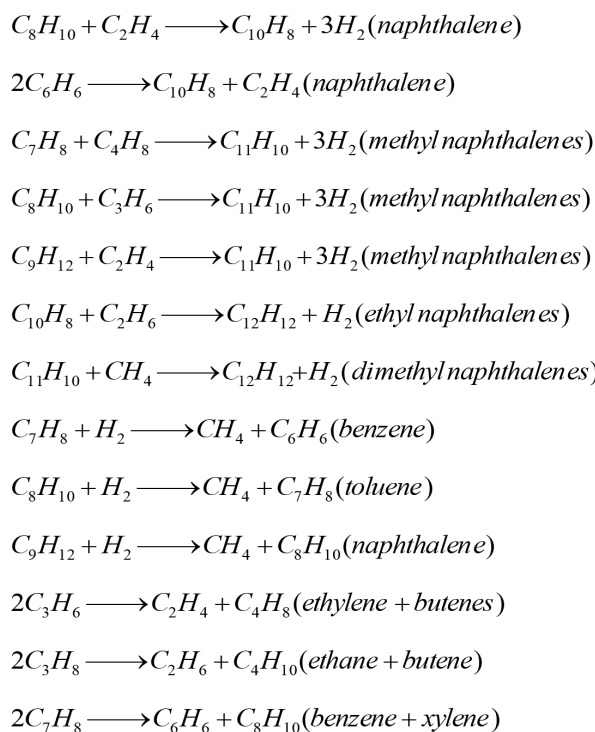 C₈H₁₀ + C₂H₄ ⟶ C₁₀H₈ + 3H₂ (naphthalene)
2C₆H₆ ⟶ C₁₀H₈ + C₂H₄ (naphthalene)
C₇H₈ + C₄H₈ ⟶ C₁₁H₁₀ + 3H₂ (methyl naphthalenes)
C₈H₁₀ + C₃H₆ ⟶ C₁₁H₁₀ + 3H₂ (methyl naphthalenes)
C₉H₁₂ + C₂H₄ ⟶ C₁₁H₁₀ + 3H₂ (methyl naphthalenes)
C₁₀H₈ + C₂H₆ ⟶ C₁₂H₁₂ + H₂ (ethyl naphthalenes)
C₁₁H₁₀ + CH₄ ⟶ C₁₂H₁₂ + H₂ (dimethyl naphthalenes)
C₇H₈ + H₂ ⟶ CH₄ + C₆H₆ (benzene)
C₈H₁₀ + H₂ ⟶ CH₄ + C₇H₈ (toluene)
C₉H₁₂ + H₂ ⟶ CH₄ + C₈H₁₀ (naphthalene)
2C₃H₆ ⟶ C₂H₄ + C₄H₈ (ethylene + butenes)
2C₃H₈ ⟶ C₂H₆ + C₄H₁₀ (ethane + butene)
2C₇H₈ ⟶ C₆H₆ + C₈H₁₀ (benzene + xylene)